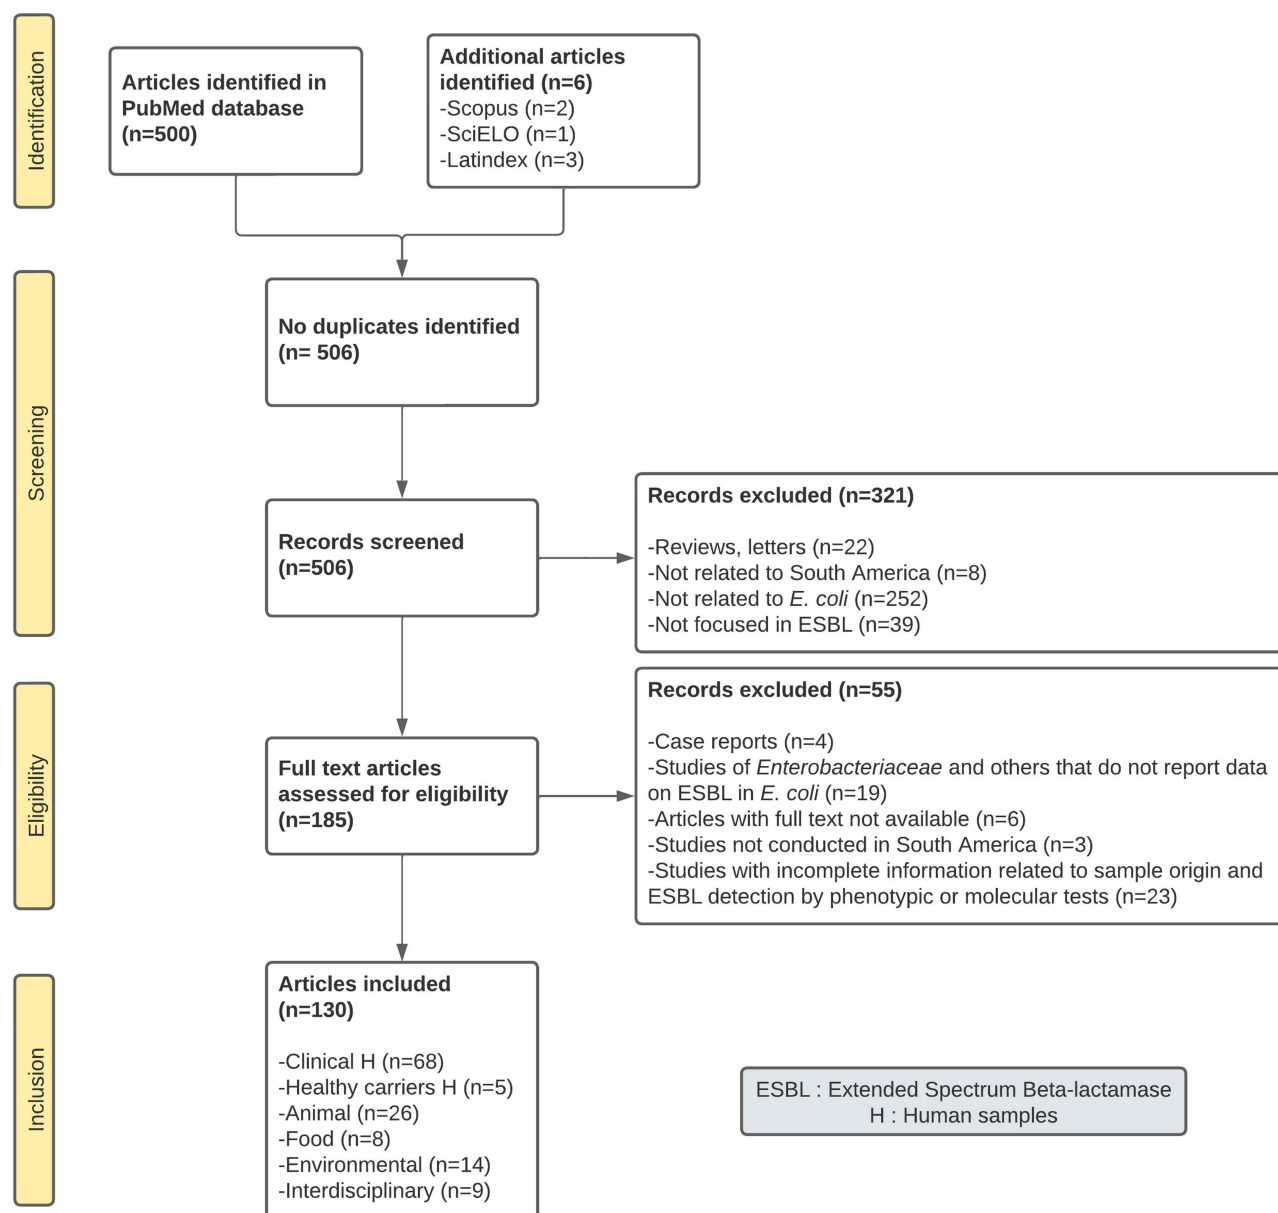 Identification
Articles identified in
PubMed database
(n=500)
Additional articles
identified (n=6)
-Scopus (n=2)
-SciELO (n=1)
-Latindex (n=3)
Screening
No duplicates identified
(n= 506)
Records screened
(n=506)
Records excluded (n=321)
-Reviews, letters (n=22)
-Not related to South America (n=8)
-Not related to E. coli (n=252)
-Not focused in ESBL (n=39)
Eligibility
Full text articles
assessed for eligibility
(n=185)
Records excluded (n=55)
-Case reports (n=4)
-Studies of Enterobacteriaceae and others that do not report data
on ESBL in E. coli (n=19)
-Articles with full text not available (n=6)
-Studies not conducted in South America (n=3)
-Studies with incomplete information related to sample origin and
ESBL detection by phenotypic or molecular tests (n=23)
Inclusion
Articles included
(n=130)
-Clinical H (n=68)
-Healthy carriers H (n=5)
-Animal (n=26)
-Food (n=8)
-Environmental (n=14)
-Interdisciplinary (n=9)
ESBL : Extended Spectrum Beta-lactamase
H : Human samples